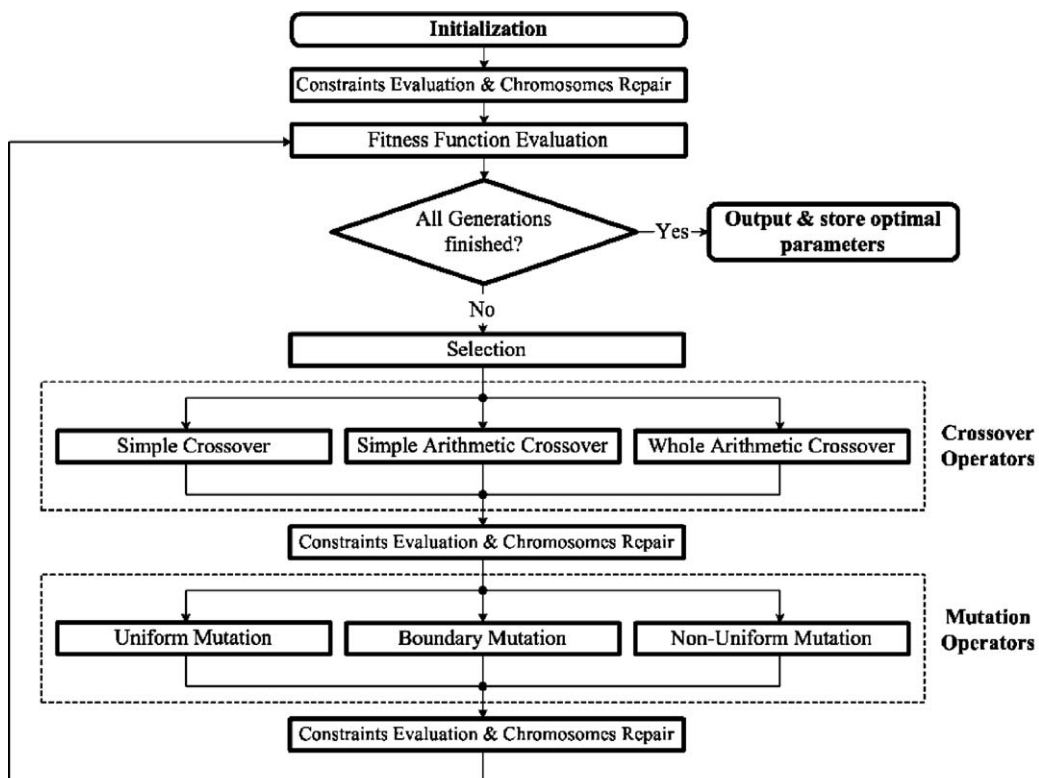 Initialization
Constraints Evaluation & Chromosomes Repair
Fitness Function Evaluation
All Generations
finished?
Yes
Output & store optimal
parameters
No
Selection
Simple Crossover
Simple Arithmetic Crossover
Whole Arithmetic Crossover
Crossover
Operators
Constraints Evaluation & Chromosomes Repair
Uniform Mutation
Boundary Mutation
Non-Uniform Mutation
Mutation
Operators
Constraints Evaluation & Chromosomes Repair